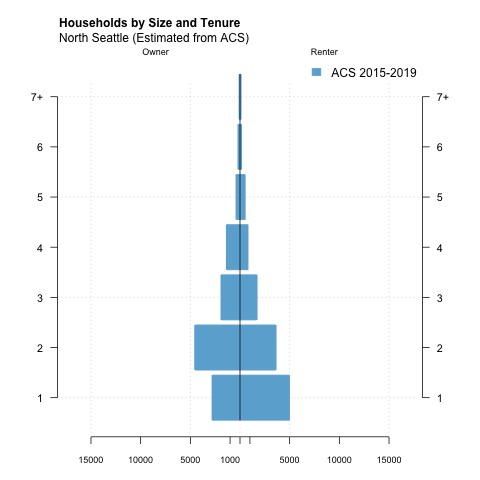 Households by Size and Tenure
North Seattle (Estimated from ACS)
Owner Renter
ACS 2015-2019
7+ 7+
6 6
5 5
4 4
3 3
2 2
1 1
15000 10000 5000 1000 5000 10000 15000